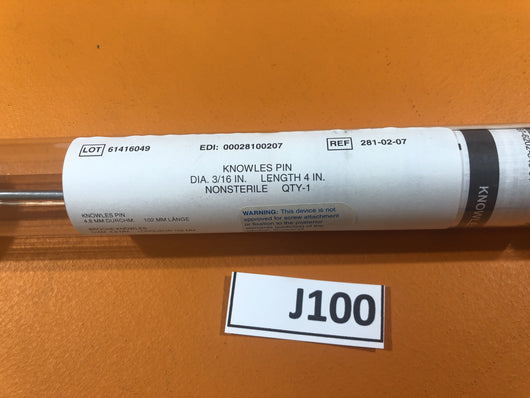 LOT 61416049 EDI: 00028100207 REF 281-02-07
KNOWLES PIN
DIA. 3/16 IN. LENGTH 4 IN.
NONSTERILE QTY-1
KNOWLES PIN
4,8 MM DURCHM. 102 MM LÄNGE
WARNING: This device is not
approved for screw attachment
or fixation to the posterior
KNOWLES
J100